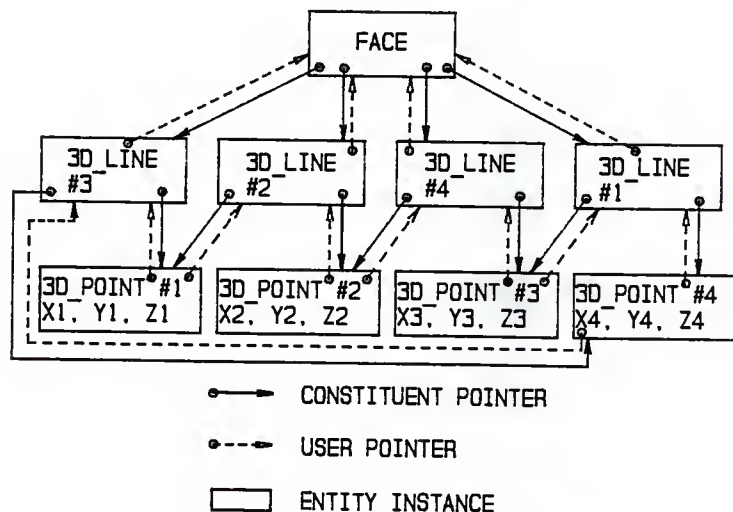 FACE
3D_LINE
#3
3D_LINE
#2
3D_LINE
#4
3D_LINE
#1
3D_POINT #1
X1, Y1, Z1
3D_POINT #2
X2, Y2, Z2
3D_POINT #3
X3, Y3, Z3
3D_POINT #4
X4, Y4, Z4
CONSTITUENT POINTER
USER POINTER
ENTITY INSTANCE